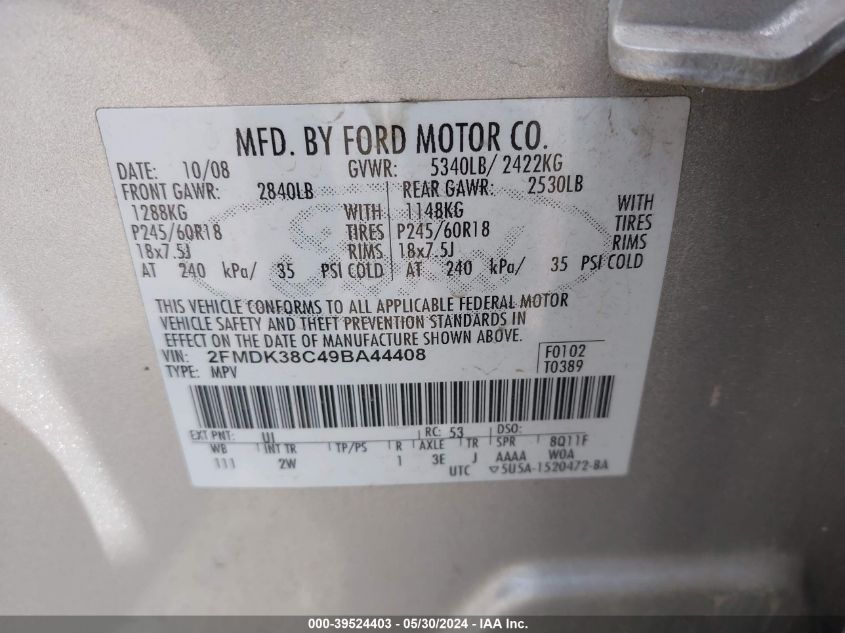 MFD. BY FORD MOTOR CO.
DATE: 10/08 GVWR: 5340LB/ 2422KG
FRONT GAWR: 2840LB REAR GAWR: 2530LB
1288KG WITH 1148KG WITH
P245/60R18 TIRES P245/60R18 TIRES
18x7.5J RIMS 18x7.5J RIMS
AT 240 kPa/ 35 PSI COLD AT 240 kPa/ 35 PSI COLD
THIS VEHICLE CONFORMS TO ALL APPLICABLE FEDERAL MOTOR
VEHICLE SAFETY AND THEFT PREVENTION STANDARDS IN
EFFECT ON THE DATE OF MANUFACTURE SHOWN ABOVE.
VIN: 2FMDK38C49BA44408 F0102
TYPE: MPV T0389
EXT PNT: UI RC: 53 DSO:
WB INT TR TP/PS R AXLE TR SPR 8Q11F
111 2W 1 3E J AAAA W0A
UTC ▽5U5A-1520472-BA
000-39524403 - 05/30/2024 - IAA Inc.